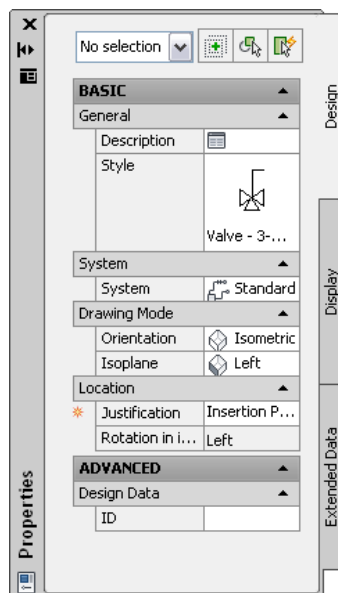 No selection
BASIC
General
Description
Style
Valve - 3-...
System
System Standard
Drawing Mode
Orientation Isometric
Isoplane Left
Location
Justification Insertion P...
Rotation in i... Left
ADVANCED
Design Data
ID
Design
Display
Extended Data
Properties